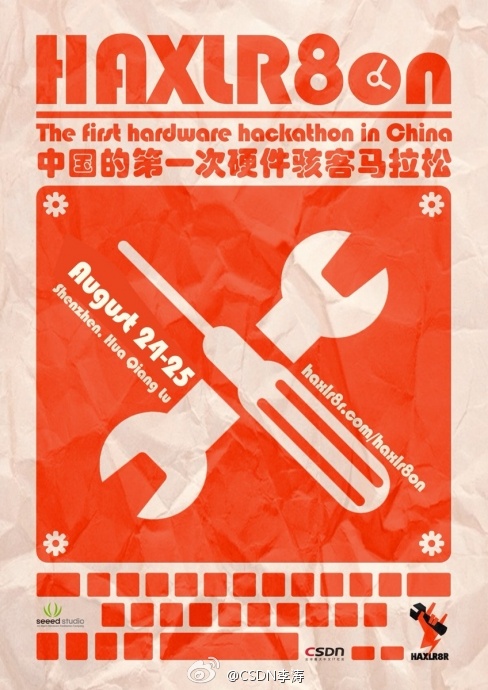 HAXLR8on
The first hardware hackathon in China
中国的第一次硬件骇客马拉松
August 24-25
Shenzhen, Hua Qiang Lu
haxlr8r.com/haxlr8on
seeed studio
CSDN
HAXLR8R
@CSDN李涛